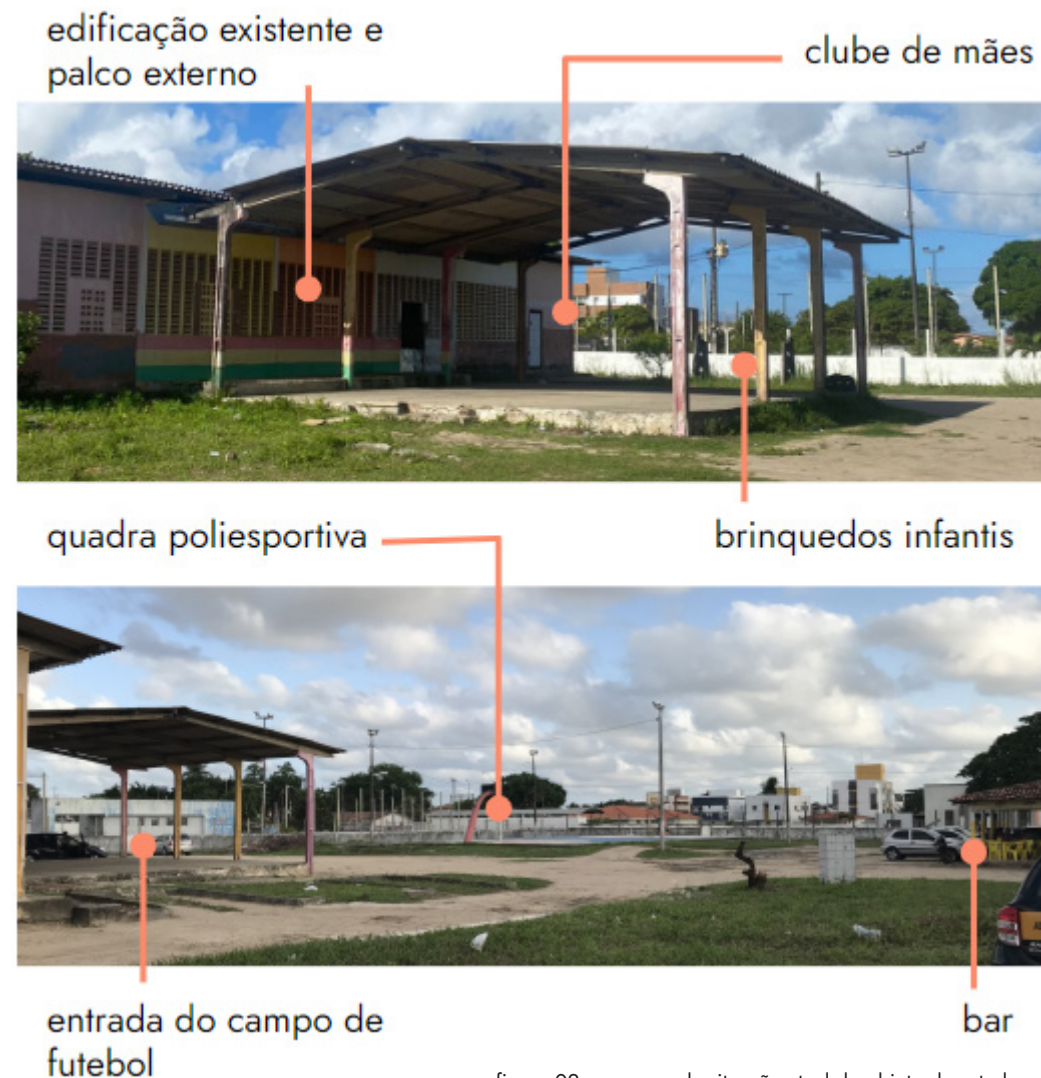 edificação existente e
palco externo
clube de mães
quadra poliesportiva
brinquedos infantis
entrada do campo de
futebol
bar